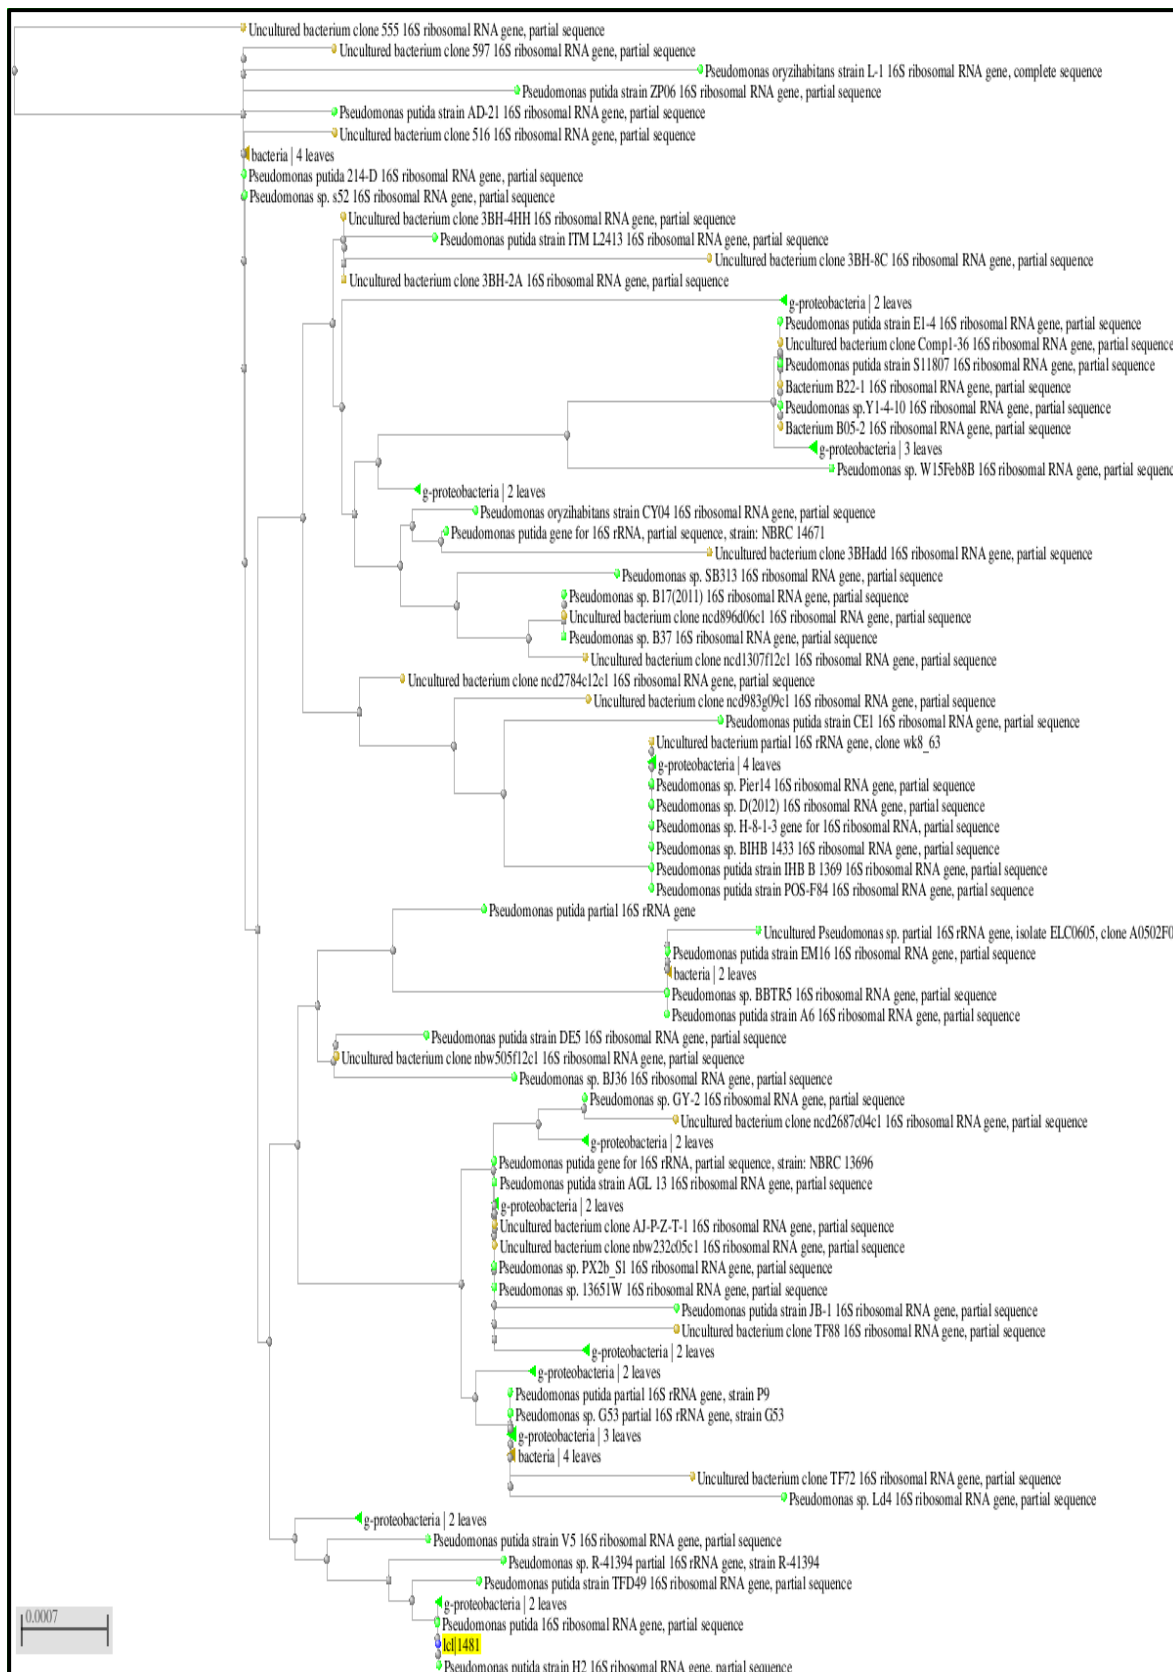 Uncultured bacterium clone 555 16S ribosomal RNA gene, partial sequence
Uncultured bacterium clone 597 16S ribosomal RNA gene, partial sequence
Pseudomonas oryzihabitans strain L-1 16S ribosomal RNA gene, complete sequence
Pseudomonas putida strain ZP06 16S ribosomal RNA gene, partial sequence
Pseudomonas putida strain AD-21 16S ribosomal RNA gene, partial sequence
Uncultured bacterium clone 516 16S ribosomal RNA gene, partial sequence
bacteria | 4 leaves
Pseudomonas putida 214-D 16S ribosomal RNA gene, partial sequence
Pseudomonas sp. s52 16S ribosomal RNA gene, partial sequence
Uncultured bacterium clone 3BH-4HH 16S ribosomal RNA gene, partial sequence
Pseudomonas putida strain ITM L2413 16S ribosomal RNA gene, partial sequence
Uncultured bacterium clone 3BH-8C 16S ribosomal RNA gene, partial sequence
Uncultured bacterium clone 3BH-2A 16S ribosomal RNA gene, partial sequence
g-proteobacteria | 2 leaves
Pseudomonas putida strain E1-4 16S ribosomal RNA gene, partial sequence
Uncultured bacterium clone Comp1-36 16S ribosomal RNA gene, partial sequence
Pseudomonas putida strain S11807 16S ribosomal RNA gene, partial sequence
Bacterium B22-1 16S ribosomal RNA gene, partial sequence
Pseudomonas sp.Y1-4-10 16S ribosomal RNA gene, partial sequence
Bacterium B05-2 16S ribosomal RNA gene, partial sequence
g-proteobacteria | 3 leaves
Pseudomonas sp. W15Feb8B 16S ribosomal RNA gene, partial sequenc
g-proteobacteria | 2 leaves
Pseudomonas oryzihabitans strain CY04 16S ribosomal RNA gene, partial sequence
Pseudomonas putida gene for 16S rRNA, partial sequence, strain: NBRC 14671
Uncultured bacterium clone 3BHadd 16S ribosomal RNA gene, partial sequence
Pseudomonas sp. SB313 16S ribosomal RNA gene, partial sequence
Pseudomonas sp. B17(2011) 16S ribosomal RNA gene, partial sequence
Uncultured bacterium clone ncd896d06c1 16S ribosomal RNA gene, partial sequence
Pseudomonas sp. B37 16S ribosomal RNA gene, partial sequence
Uncultured bacterium clone ncd1307f12c1 16S ribosomal RNA gene, partial sequence
Uncultured bacterium clone ncd2784c12c1 16S ribosomal RNA gene, partial sequence
Uncultured bacterium clone ncd983g09c1 16S ribosomal RNA gene, partial sequence
Pseudomonas putida strain CE1 16S ribosomal RNA gene, partial sequence
Uncultured bacterium partial 16S rRNA gene, clone wk8_63
g-proteobacteria | 4 leaves
Pseudomonas sp. Pier14 16S ribosomal RNA gene, partial sequence
Pseudomonas sp. D(2012) 16S ribosomal RNA gene, partial sequence
Pseudomonas sp. H-8-1-3 gene for 16S ribosomal RNA, partial sequence
Pseudomonas sp. BIHB 1433 16S ribosomal RNA gene, partial sequence
Pseudomonas putida strain IHB B 1369 16S ribosomal RNA gene, partial sequence
Pseudomonas putida strain POS-F84 16S ribosomal RNA gene, partial sequence
Pseudomonas putida partial 16S rRNA gene
Uncultured Pseudomonas sp. partial 16S rRNA gene, isolate ELC0605, clone A0502F0
Pseudomonas putida strain EM16 16S ribosomal RNA gene, partial sequence
bacteria | 2 leaves
Pseudomonas sp. BBTR5 16S ribosomal RNA gene, partial sequence
Pseudomonas putida strain A6 16S ribosomal RNA gene, partial sequence
Pseudomonas putida strain DE5 16S ribosomal RNA gene, partial sequence
Uncultured bacterium clone nbw505f12c1 16S ribosomal RNA gene, partial sequence
Pseudomonas sp. BJ36 16S ribosomal RNA gene, partial sequence
Pseudomonas sp. GY-2 16S ribosomal RNA gene, partial sequence
Uncultured bacterium clone ncd2687c04c1 16S ribosomal RNA gene, partial sequence
g-proteobacteria | 2 leaves
Pseudomonas putida gene for 16S rRNA, partial sequence, strain: NBRC 13696
Pseudomonas putida strain AGL 13 16S ribosomal RNA gene, partial sequence
g-proteobacteria | 2 leaves
Uncultured bacterium clone AJ-P-Z-T-1 16S ribosomal RNA gene, partial sequence
Uncultured bacterium clone nbw232c05c1 16S ribosomal RNA gene, partial sequence
Pseudomonas sp. PX2b_S1 16S ribosomal RNA gene, partial sequence
Pseudomonas sp. 13651W 16S ribosomal RNA gene, partial sequence
Pseudomonas putida strain JB-1 16S ribosomal RNA gene, partial sequence
Uncultured bacterium clone TF88 16S ribosomal RNA gene, partial sequence
g-proteobacteria | 2 leaves
g-proteobacteria | 2 leaves
Pseudomonas putida partial 16S rRNA gene, strain P9
Pseudomonas sp. G53 partial 16S rRNA gene, strain G53
g-proteobacteria | 3 leaves
bacteria | 4 leaves
Uncultured bacterium clone TF72 16S ribosomal RNA gene, partial sequence
Pseudomonas sp. Ld4 16S ribosomal RNA gene, partial sequence
g-proteobacteria | 2 leaves
Pseudomonas putida strain V5 16S ribosomal RNA gene, partial sequence
Pseudomonas sp. R-41394 partial 16S rRNA gene, strain R-41394
Pseudomonas putida strain TFD49 16S ribosomal RNA gene, partial sequence
g-proteobacteria | 2 leaves
0.0007
Pseudomonas putida 16S ribosomal RNA gene, partial sequence
lcl|1481
Pseudomonas putida strain H2 16S ribosomal RNA gene, partial sequence